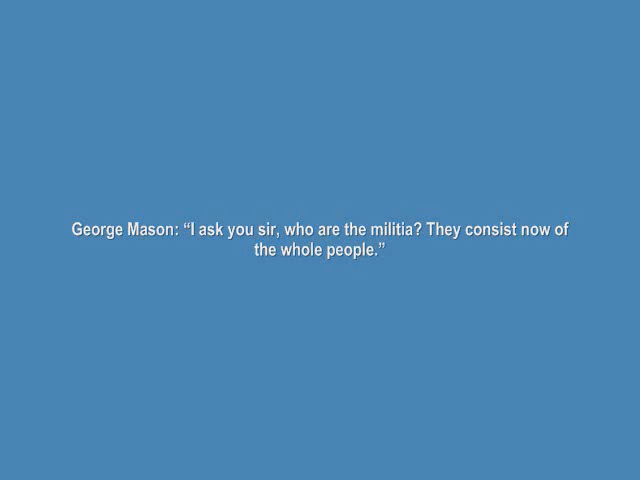 George Mason: “I ask you sir, who are the militia? They consist now of
the whole people.”